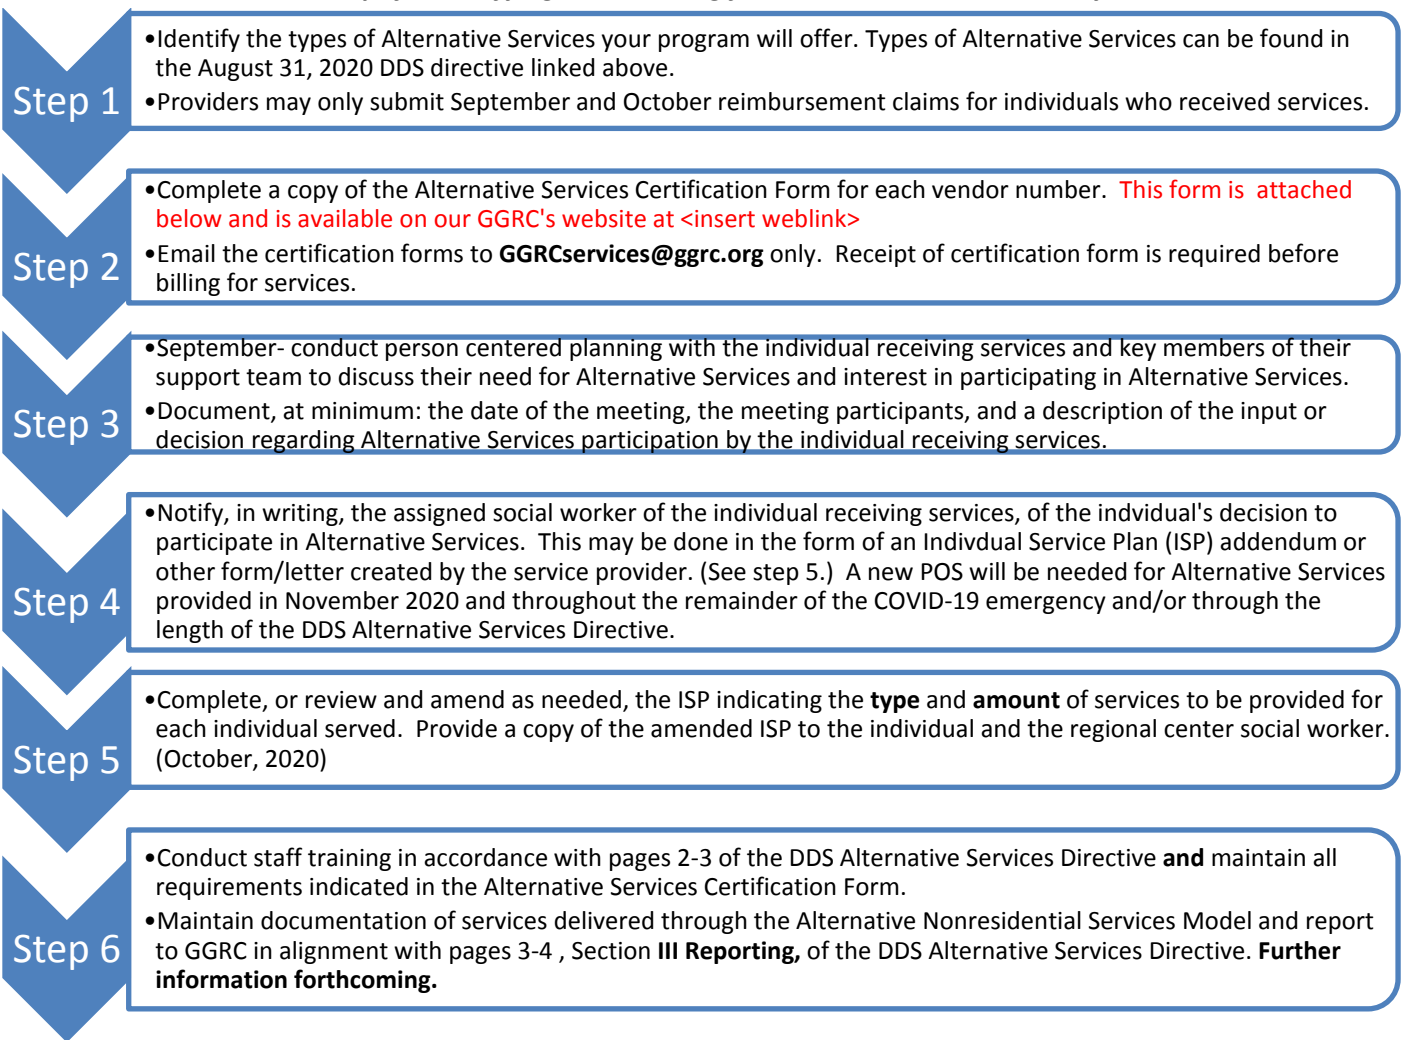 Step 1
•Identify the types of Alternative Services your program will offer. Types of Alternative Services can be found in
the August 31, 2020 DDS directive linked above.
•Providers may only submit September and October reimbursement claims for individuals who received services.
Step 2
•Complete a copy of the Alternative Services Certification Form for each vendor number.  This form is  attached
below and is available on our GGRC's website at <insert weblink>
•Email the certification forms to GGRCservices@ggrc.org only.  Receipt of certification form is required before
billing for services.
Step 3
•September- conduct person centered planning with the individual receiving services and key members of their
support team to discuss their need for Alternative Services and interest in participating in Alternative Services.
•Document, at minimum: the date of the meeting, the meeting participants, and a description of the input or
decision regarding Alternative Services participation by the individual receiving services.
Step 4
•Notify, in writing, the assigned social worker of the individual receiving services, of the indvidual's decision to
participate in Alternative Services.  This may be done in the form of an Indivdual Service Plan (ISP) addendum or
other form/letter created by the service provider. (See step 5.)  A new POS will be needed for Alternative Services
provided in November 2020 and throughout the remainder of the COVID-19 emergency and/or through the
length of the DDS Alternative Services Directive.
Step 5
•Complete, or review and amend as needed, the ISP indicating the type and amount of services to be provided for
each individual served.  Provide a copy of the amended ISP to the individual and the regional center social worker.
(October, 2020)
Step 6
•Conduct staff training in accordance with pages 2-3 of the DDS Alternative Services Directive and maintain all
requirements indicated in the Alternative Services Certification Form.
•Maintain documentation of services delivered through the Alternative Nonresidential Services Model and report
to GGRC in alignment with pages 3-4 , Section III Reporting, of the DDS Alternative Services Directive. Further
information forthcoming.